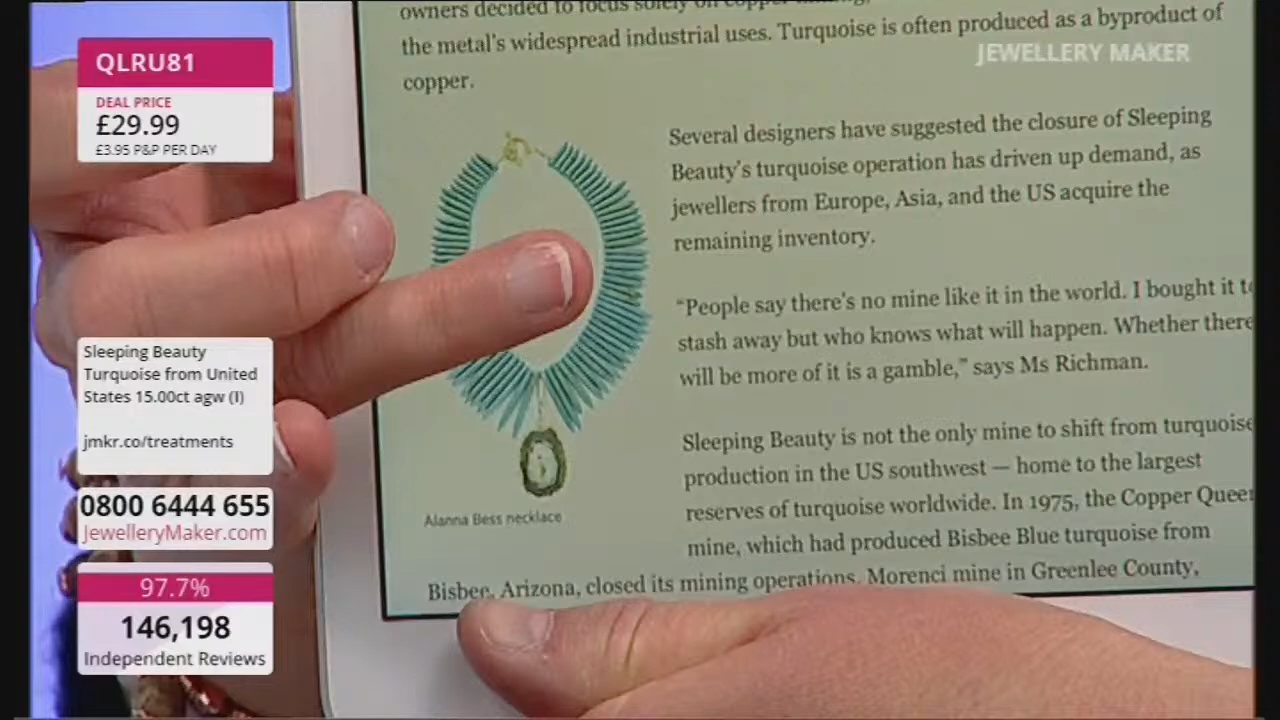 QLRU81
DEAL PRICE
£29.99
£3.95 P&P PER DAY
Sleeping Beauty
Turquoise from United
States 15.00ct agw (I)
jmkr.co/treatments
0800 6444 655
JewelleryMaker.com
97.7%
146,198
Independent Reviews
JEWELLERY MAKER
owners decided to focus solely on copper
the metal's widespread industrial uses. Turquoise is often produced as a byproduct of
copper.
Several designers have suggested the closure of Sleeping
Beauty's turquoise operation has driven up demand, as
jewellers from Europe, Asia, and the US acquire the
remaining inventory.
“People say there's no mine like it in the world. I bought it to
stash away but who knows what will happen. Whether there
will be more of it is a gamble,” says Ms Richman.
Sleeping Beauty is not the only mine to shift from turquoise
production in the US southwest — home to the largest
reserves of turquoise worldwide. In 1975, the Copper Queen
mine, which had produced Bisbee Blue turquoise from
Bisbee, Arizona, closed its mining operations. Morenci mine in Greenlee County,
Alanna Bess necklace